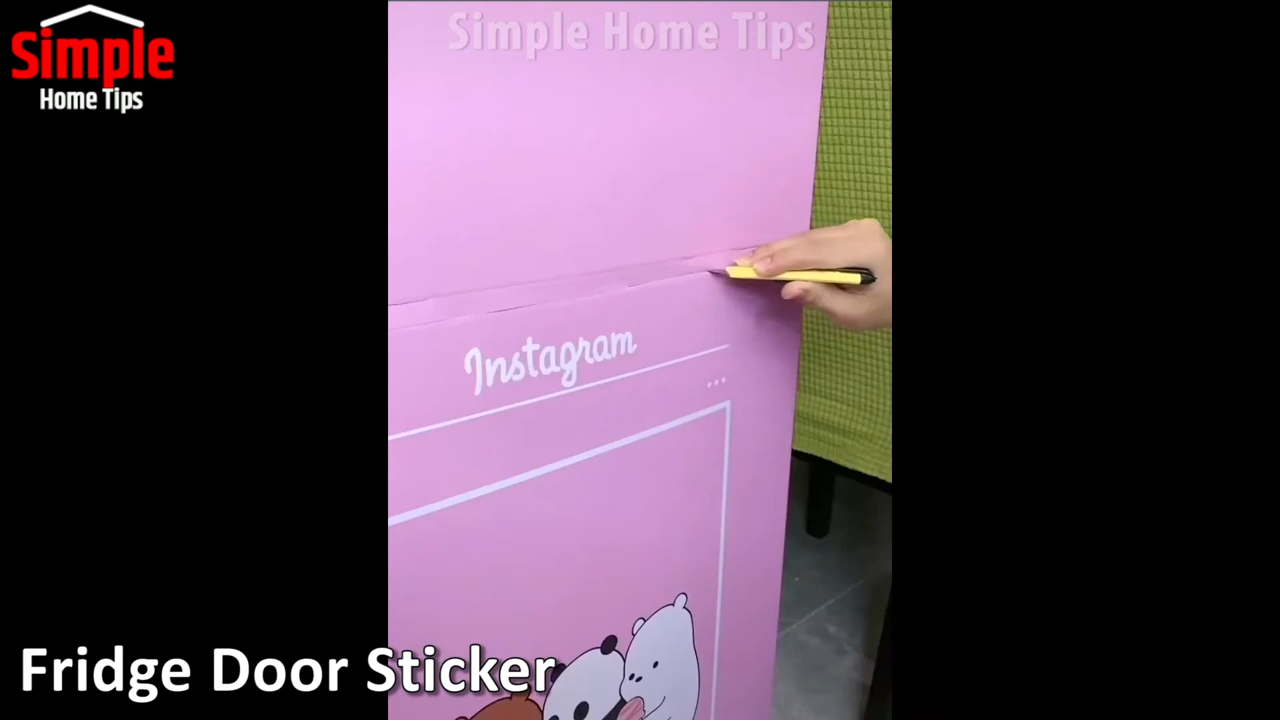 Simple
Home Tips
Simple Home Tips
Instagram
...
Fridge Door Sticker